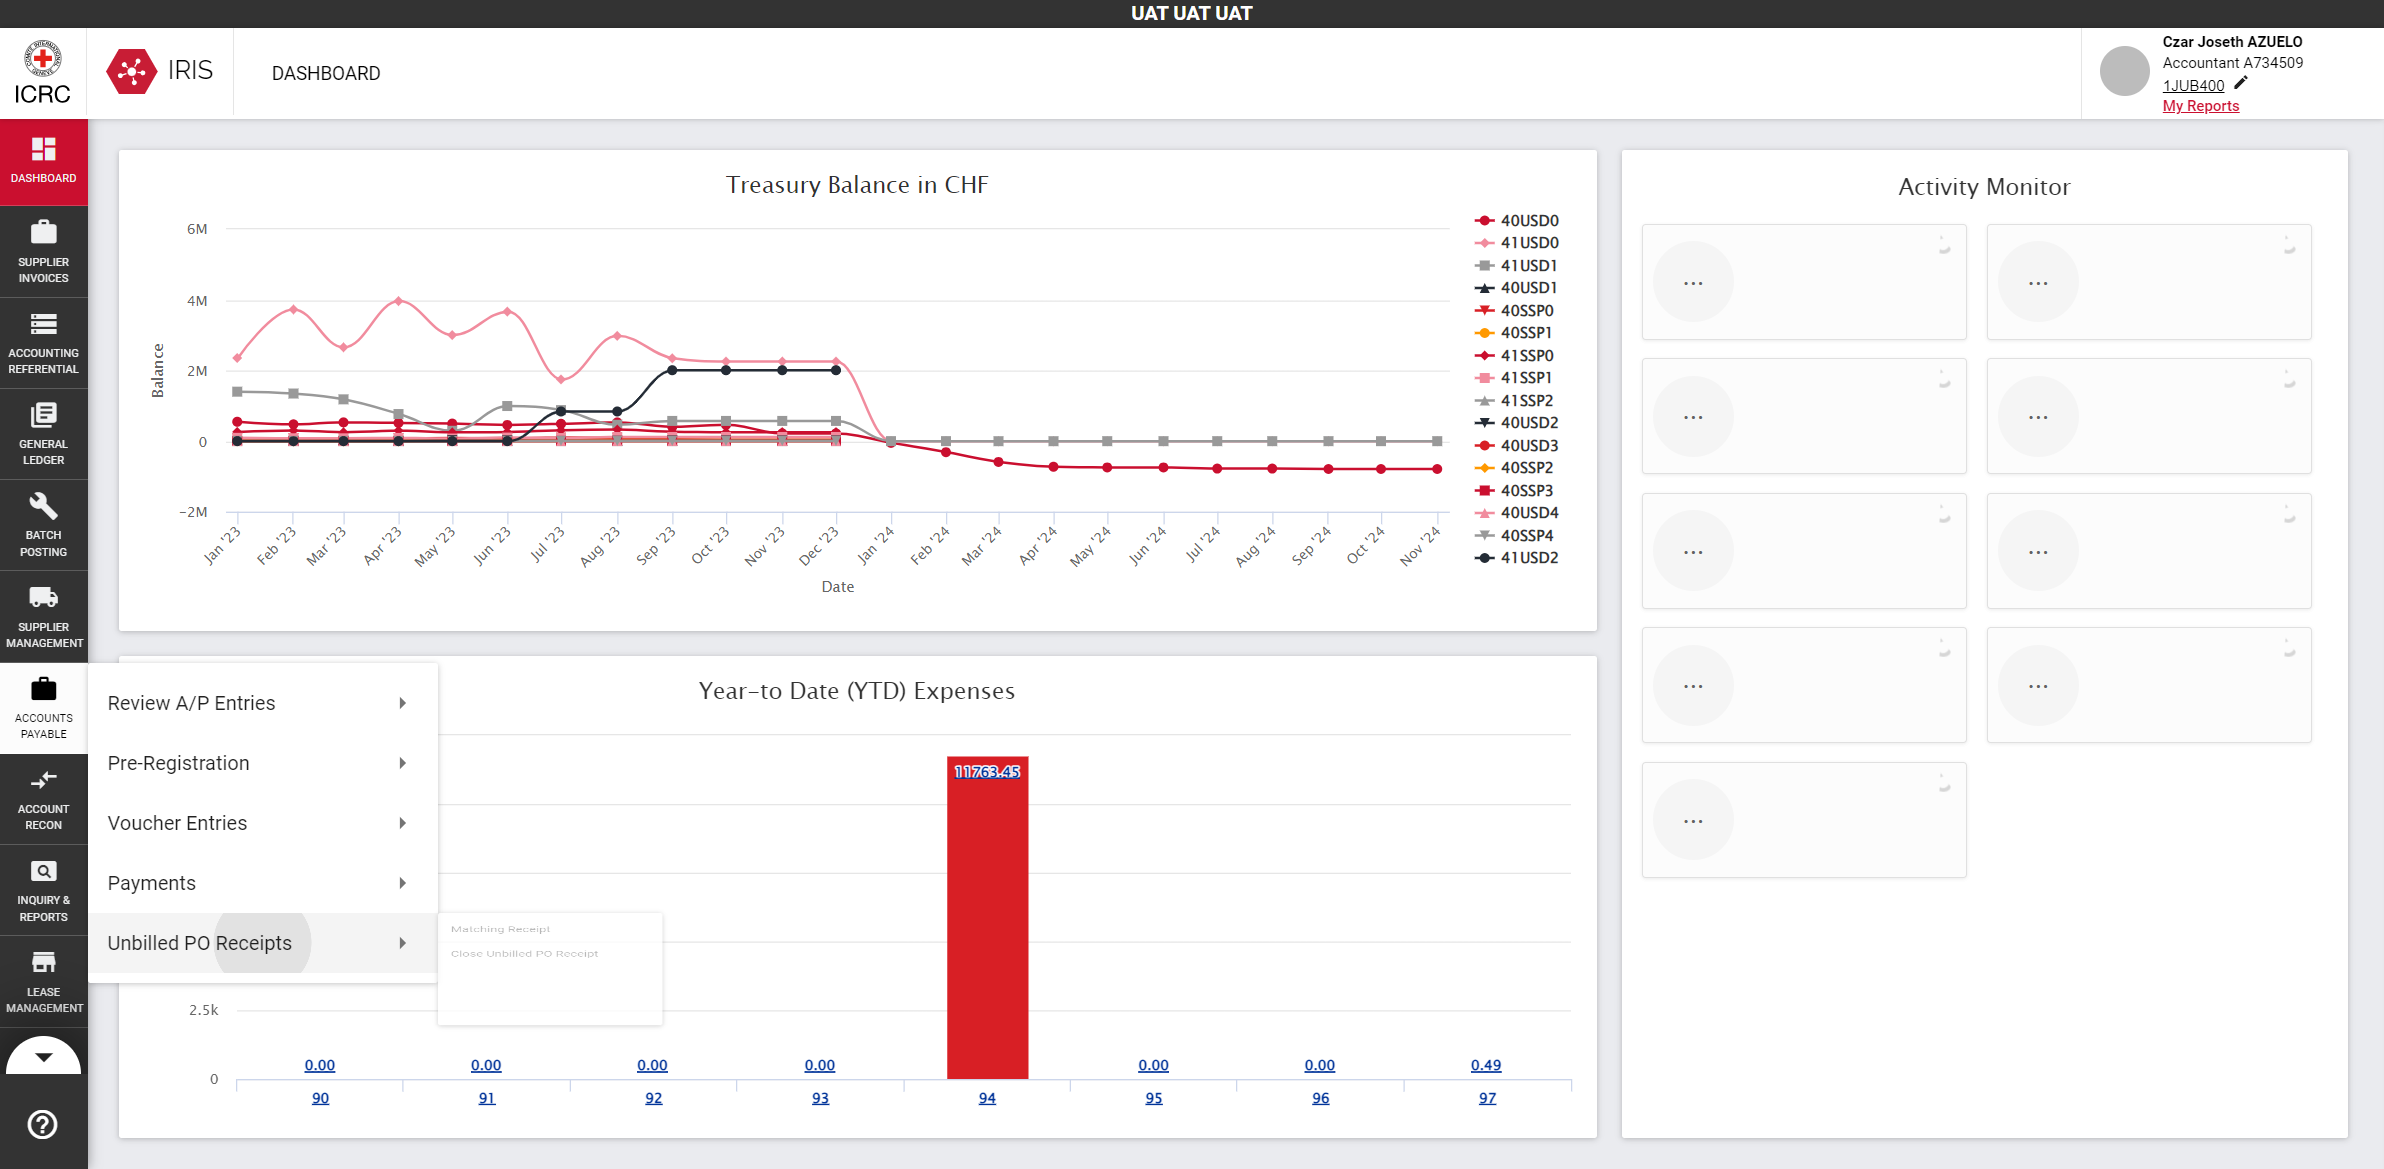 UAT UAT UAT
ICRC
IRIS
DASHBOARD
Czar Joseth AZUELO
Accountant A734509
1JUB400
My Reports
DASHBOARD
SUPPLIER
INVOICES
ACCOUNTING
REFERENTIAL
GENERAL
LEDGER
BATCH
POSTING
SUPPLIER
MANAGEMENT
ACCOUNTS
PAYABLE
ACCOUNT
RECON
INQUIRY &
REPORTS
LEASE
MANAGEMENT
Treasury Balance in CHF
Balance
6M
4M
2M
0
-2M
Jan '23
Feb '23
Mar '23
Apr '23
May '23
Jun '23
Jul '23
Aug '23
Sep '23
Oct '23
Nov '23
Dec '23
Jan '24
Feb '24
Mar '24
Apr '24
May '24
Jun '24
Jul '24
Aug '24
Sep '24
Oct '24
Nov '24
Date
40USD0
41USD0
41USD1
40USD1
40SSP0
40SSP1
41SSP0
41SSP1
41SSP2
40USD2
40USD3
40SSP2
40SSP3
40USD4
40SSP4
41USD2
Review A/P Entries
Pre-Registration
Voucher Entries
Payments
Unbilled PO Receipts
Matching Receipt
Close Unbilled PO Receipt
Year-to Date (YTD) Expenses
11763.45
2.5k
0
0.00 0.00 0.00 0.00 0.00 0.00 0.49
90 91 92 93 94 95 96 97
Activity Monitor
... ...
... ...
... ...
... ...
...